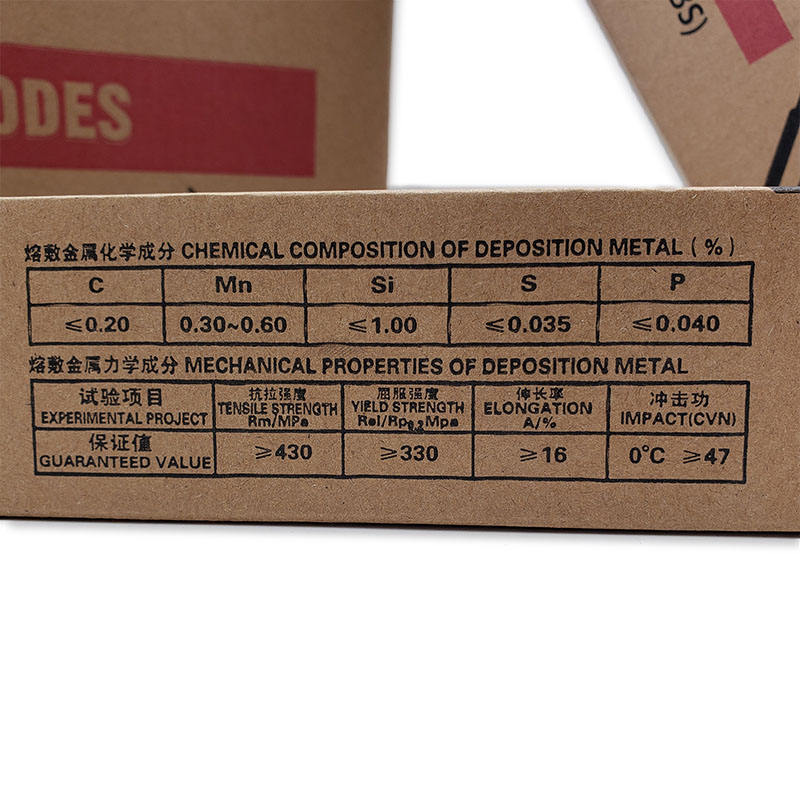 ODES
BS)
熔敷金属化学成分 CHEMICAL COMPOSITION OF DEPOSITION METAL ( % )
C Mn Si S P
≤0.20 0.30~0.60 ≤1.00 ≤0.035 ≤0.040
熔敷金属力学成分 MECHANICAL PROPERTIES OF DEPOSITION METAL
试验项目 抗拉强度 屈服强度 伸长率 冲击功
EXPERIMENTAL PROJECT TENSILE STRENGTH YIELD STRENGTH ELONGATION IMPACT(CVN)
Rm/MPa Rel/Rp0.2Mpa A/%
保证值
GUARANTEED VALUE ≥430 ≥330 ≥16 0℃ ≥47